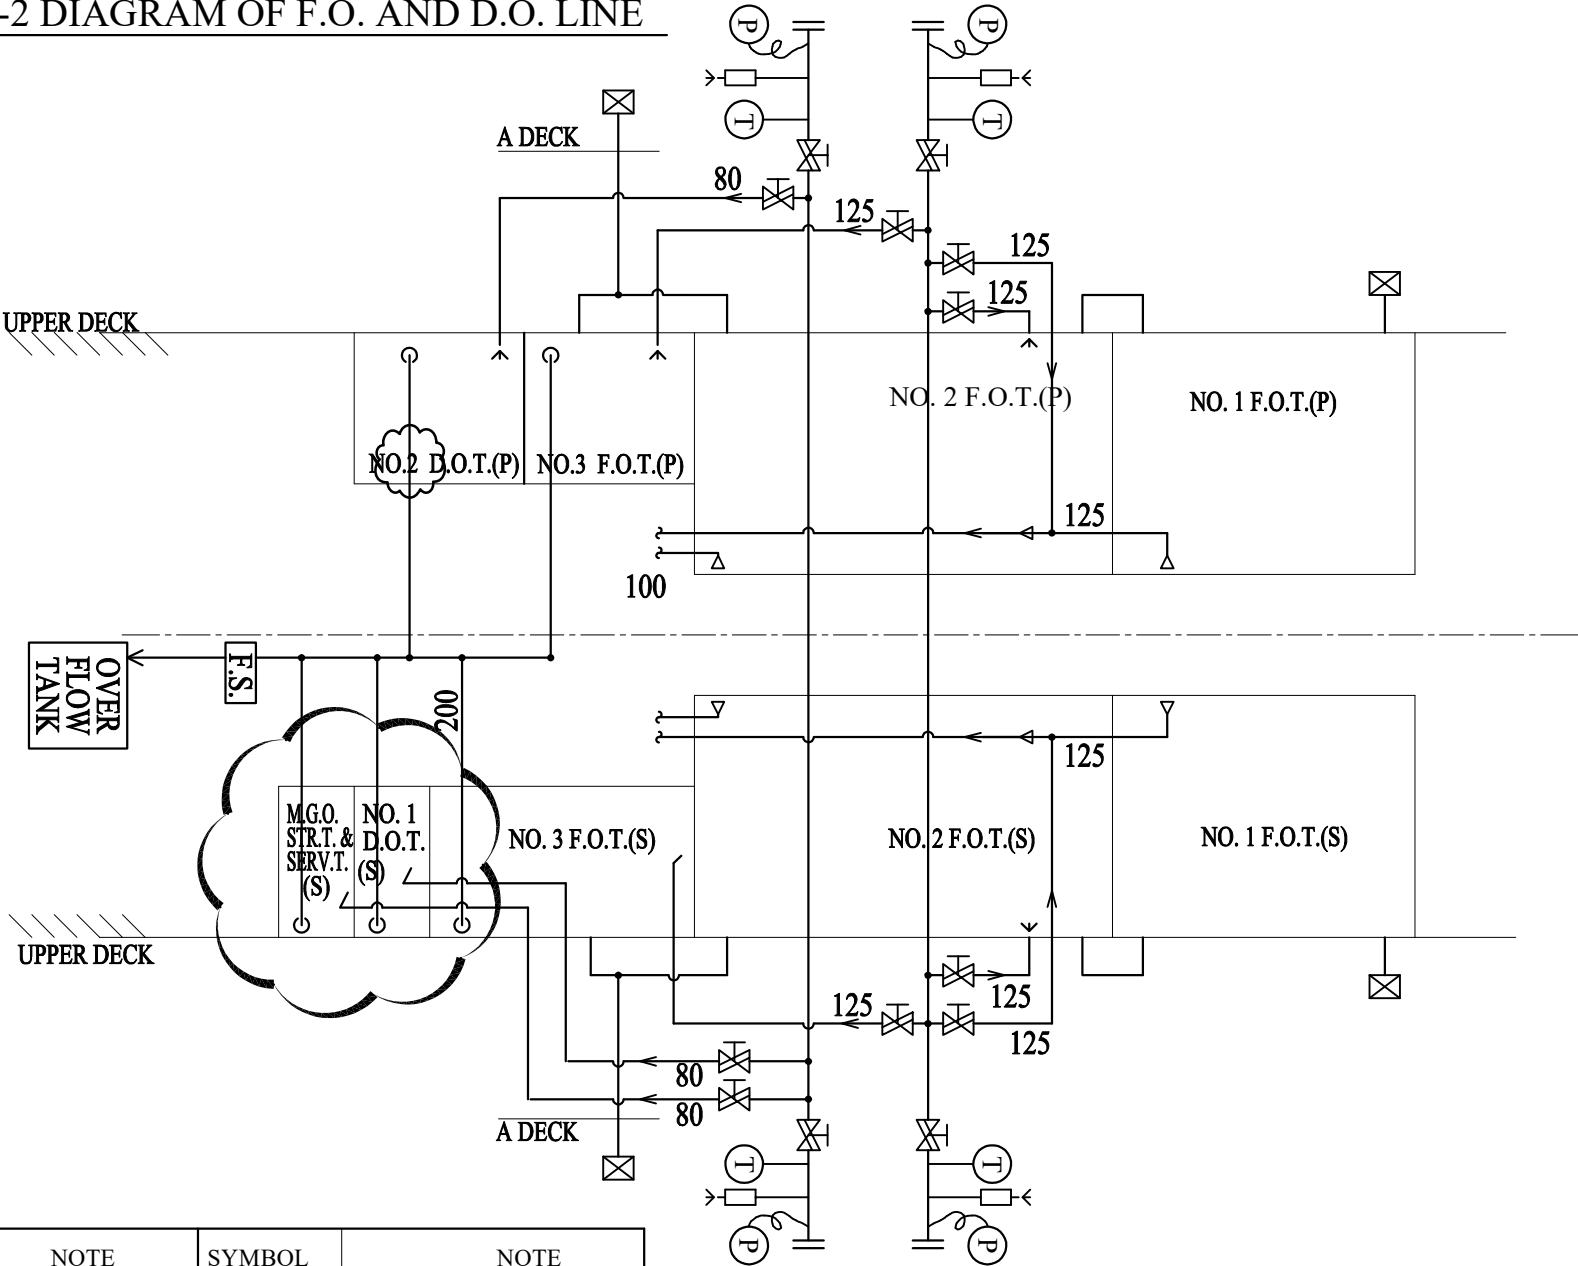 -2 DIAGRAM OF F.O. AND D.O. LINE
P
P
T
T
A DECK
80
125
125
125
UPPER DECK
NO. 2 F.O.T.(P)
NO. 1 F.O.T.(P)
NO.2 D.O.T.(P)
NO.3 F.O.T.(P)
125
100
OVER
FLOW
TANK
F.S.
200
125
M.G.O.
STR.T. &
SERV.T.
(S)
NO. 1
D.O.T.
(S)
NO. 3 F.O.T.(S)
NO. 2 F.O.T.(S)
NO. 1 F.O.T.(S)
UPPER DECK
125
125
125
80
80
A DECK
T
T
P
P
NOTE
SYMBOL
NOTE